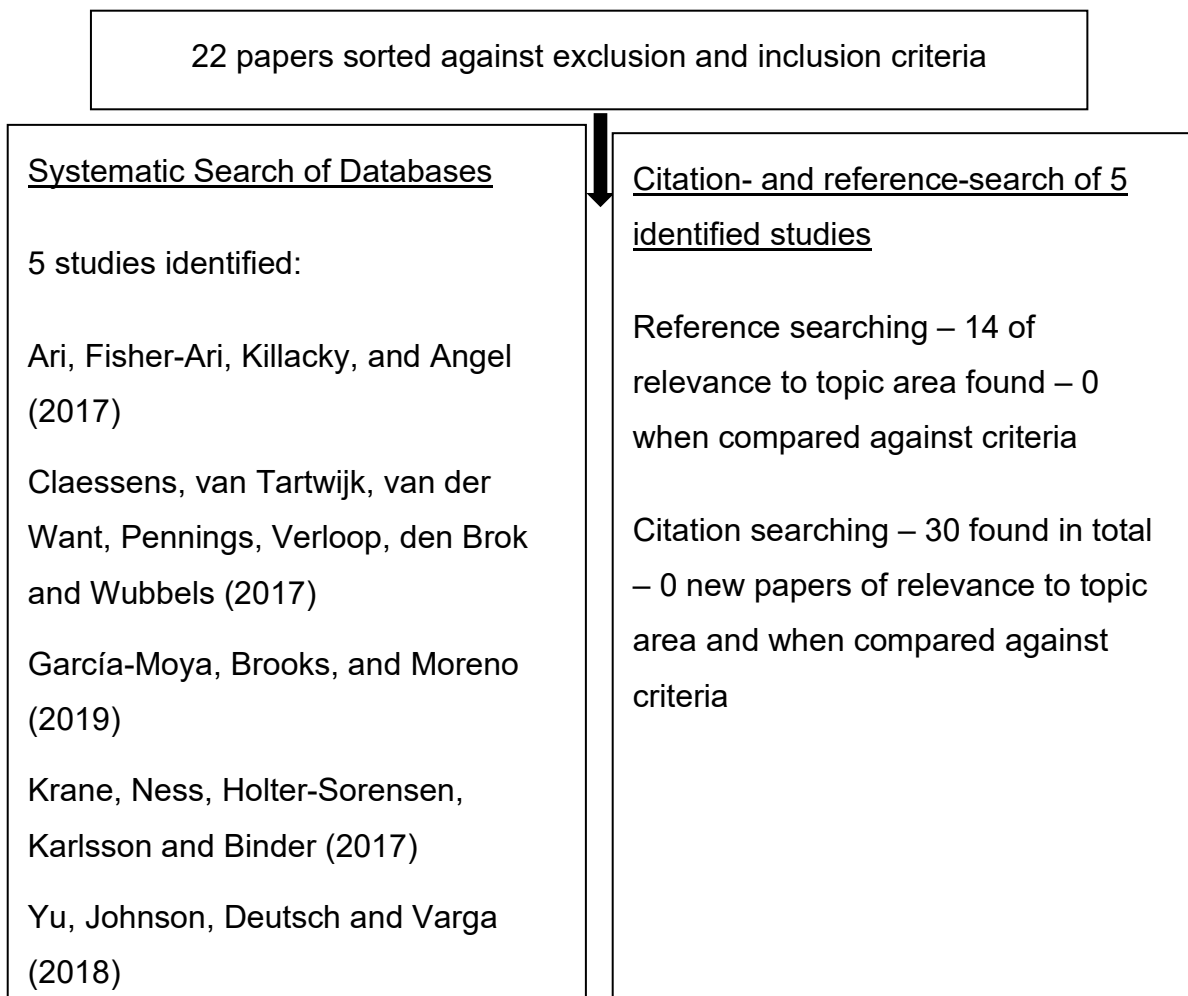 22 papers sorted against exclusion and inclusion criteria
Systematic Search of Databases
5 studies identified:
Ari, Fisher-Ari, Killacky, and Angel
(2017)
Claessens, van Tartwijk, van der
Want, Pennings, Verloop, den Brok
and Wubbels (2017)
García-Moya, Brooks, and Moreno
(2019)
Krane, Ness, Holter-Sorensen,
Karlsson and Binder (2017)
Yu, Johnson, Deutsch and Varga
(2018)
Citation- and reference-search of 5
identified studies
Reference searching – 14 of
relevance to topic area found – 0
when compared against criteria
Citation searching – 30 found in total
– 0 new papers of relevance to topic
area and when compared against
criteria